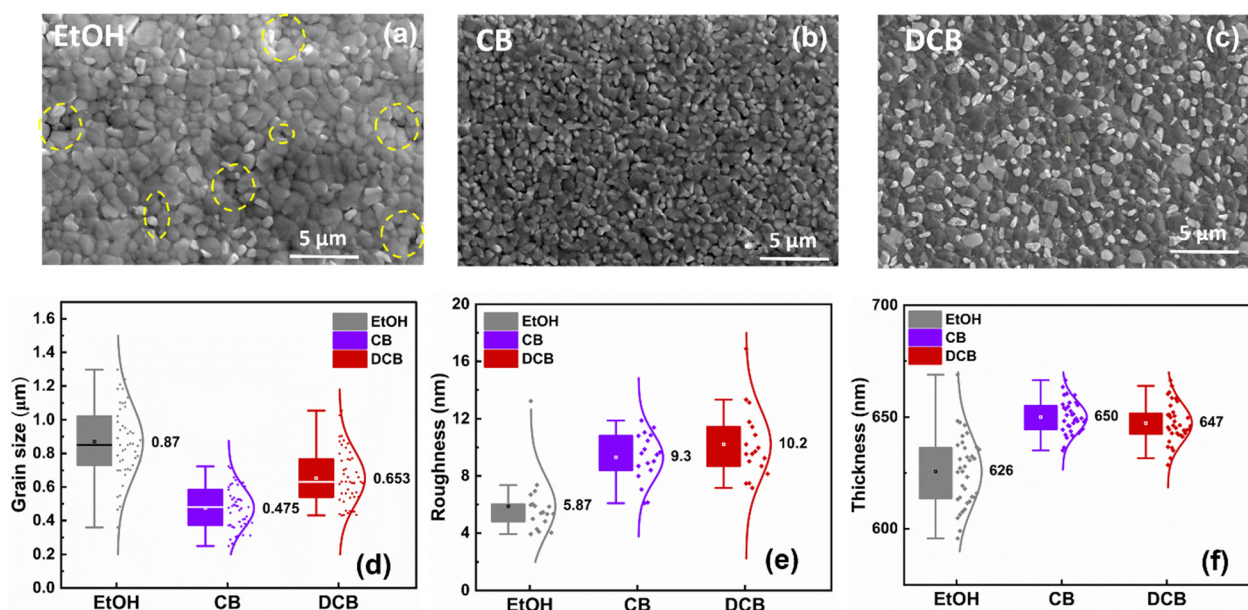 EtOH
(a)
5 µm
CB
(b)
5 µm
DCB
(c)
5 µm
Grain size (µm)
1.6
1.4
1.2
1.0
0.8
0.6
0.4
0.2
0.0
EtOH
CB
DCB
0.87
0.475
0.653
EtOH
CB
DCB
(d)
Roughness (nm)
20
16
12
8
4
0
EtOH
CB
DCB
5.87
9.3
10.2
EtOH
CB
DCB
(e)
Thickness (nm)
700
650
600
EtOH
CB
DCB
626
650
647
EtOH
CB
DCB
(f)